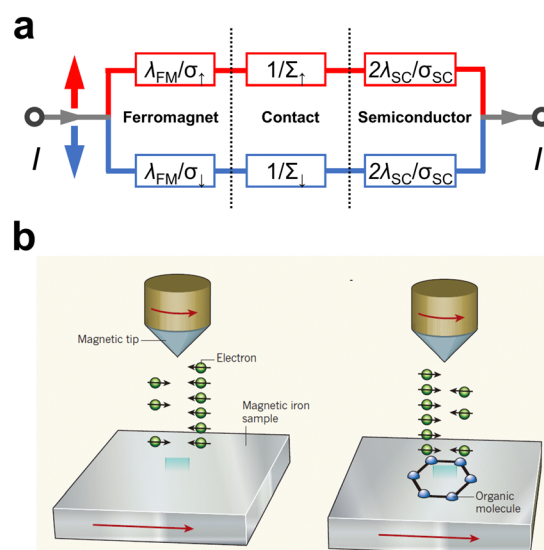 a
λFM/σ↑ 1/Σ↑ 2λSC/σSC
Ferromagnet Contact Semiconductor
I I
λFM/σ↓ 1/Σ↓ 2λSC/σSC
b
Magnetic tip
Electron
Magnetic iron
sample
Organic
molecule